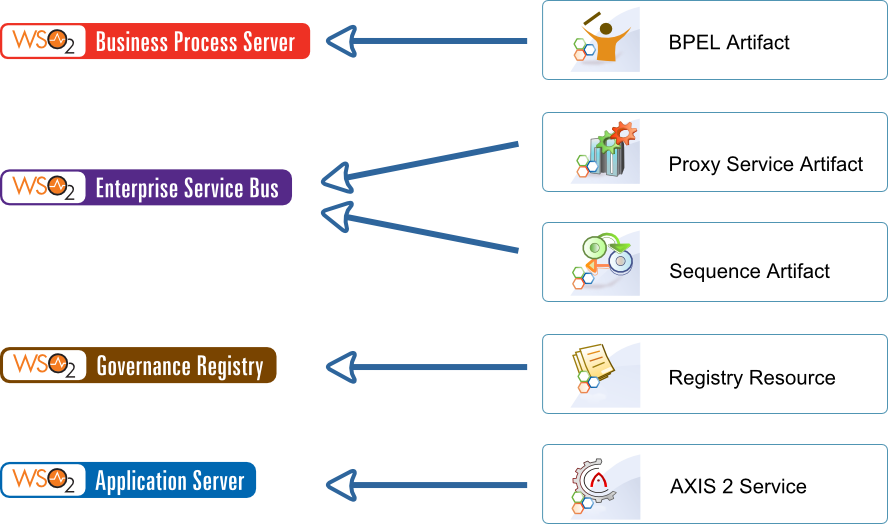 WSO2 Business Process Server
BPEL Artifact
Proxy Service Artifact
WSO2 Enterprise Service Bus
Sequence Artifact
WSO2 Governance Registry
Registry Resource
WSO2 Application Server
AXIS 2 Service